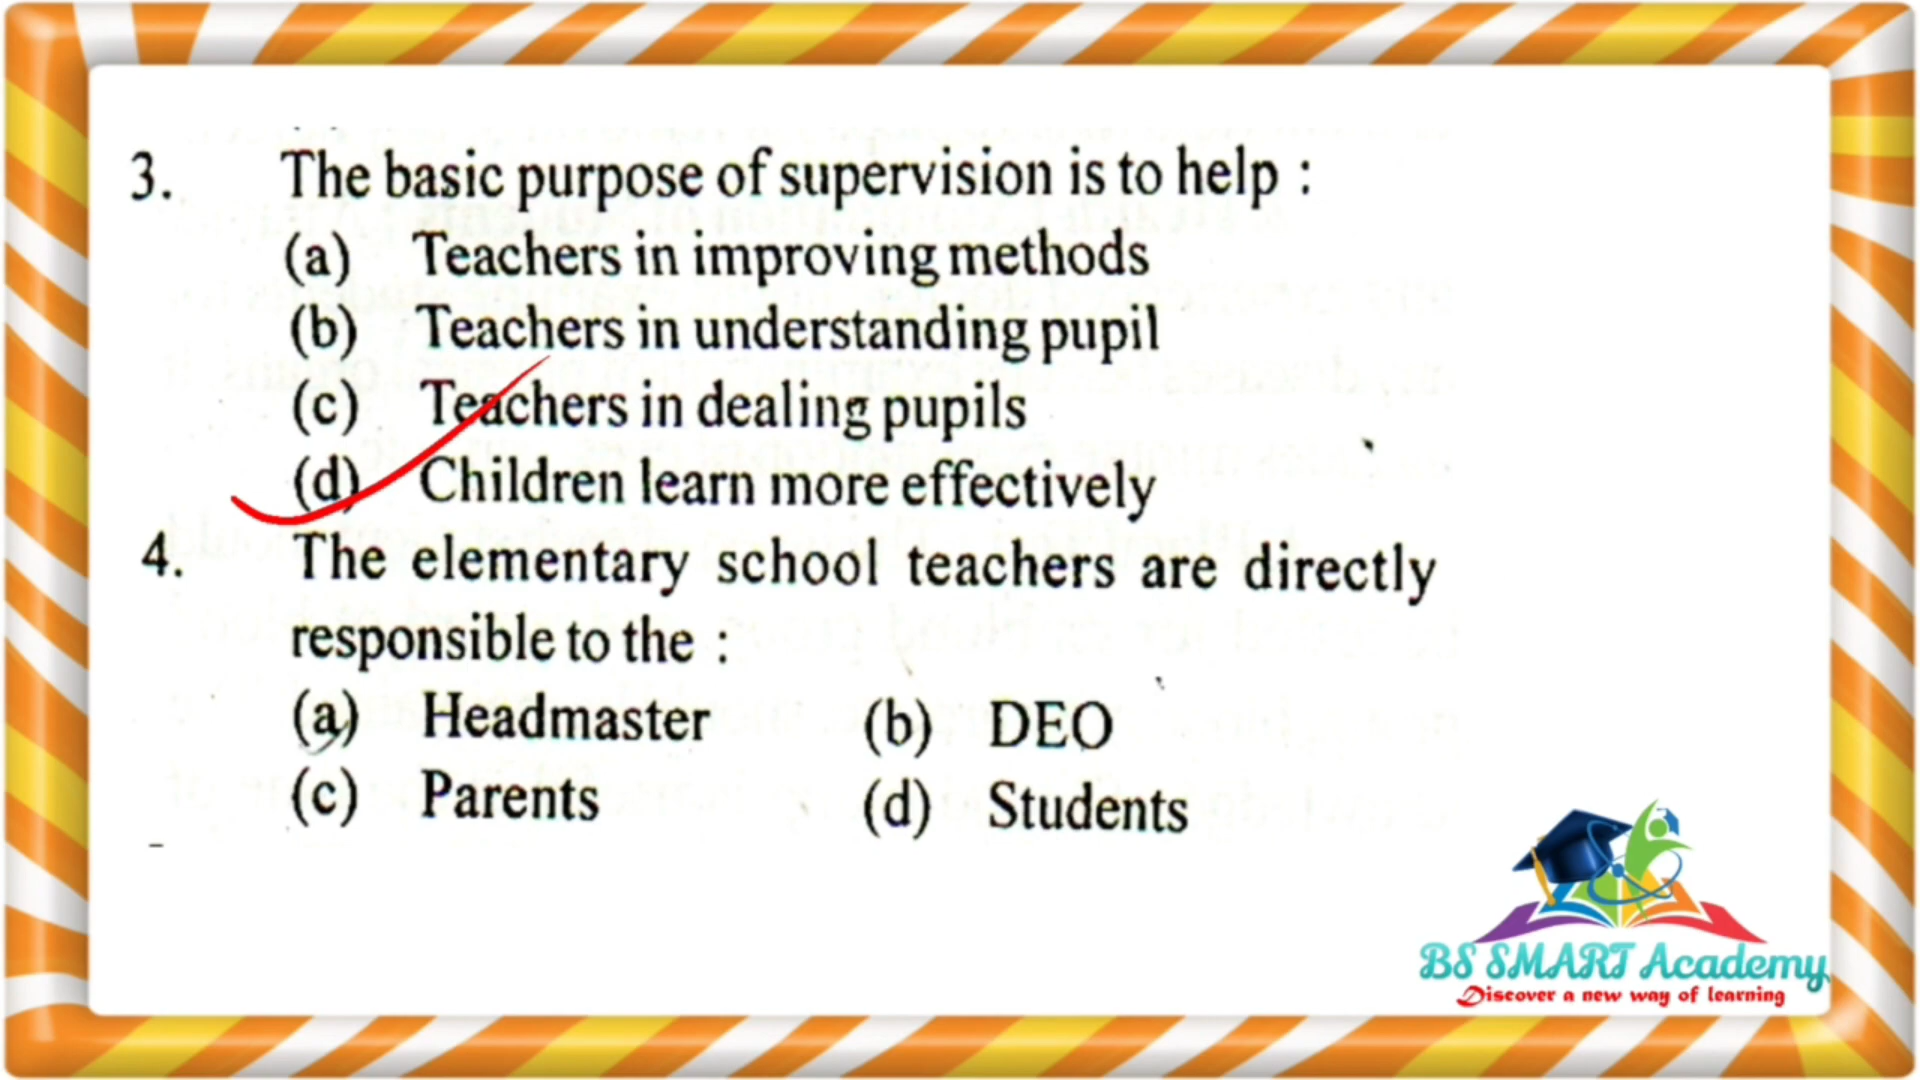 3. The basic purpose of supervision is to help :
(a) Teachers in improving methods
(b) Teachers in understanding pupil
(c) Teachers in dealing pupils
(d) Children learn more effectively
4. The elementary school teachers are directly
responsible to the :
(a) Headmaster (b) DEO
(c) Parents (d) Students
BS SMART Academy
Discover a new way of learning